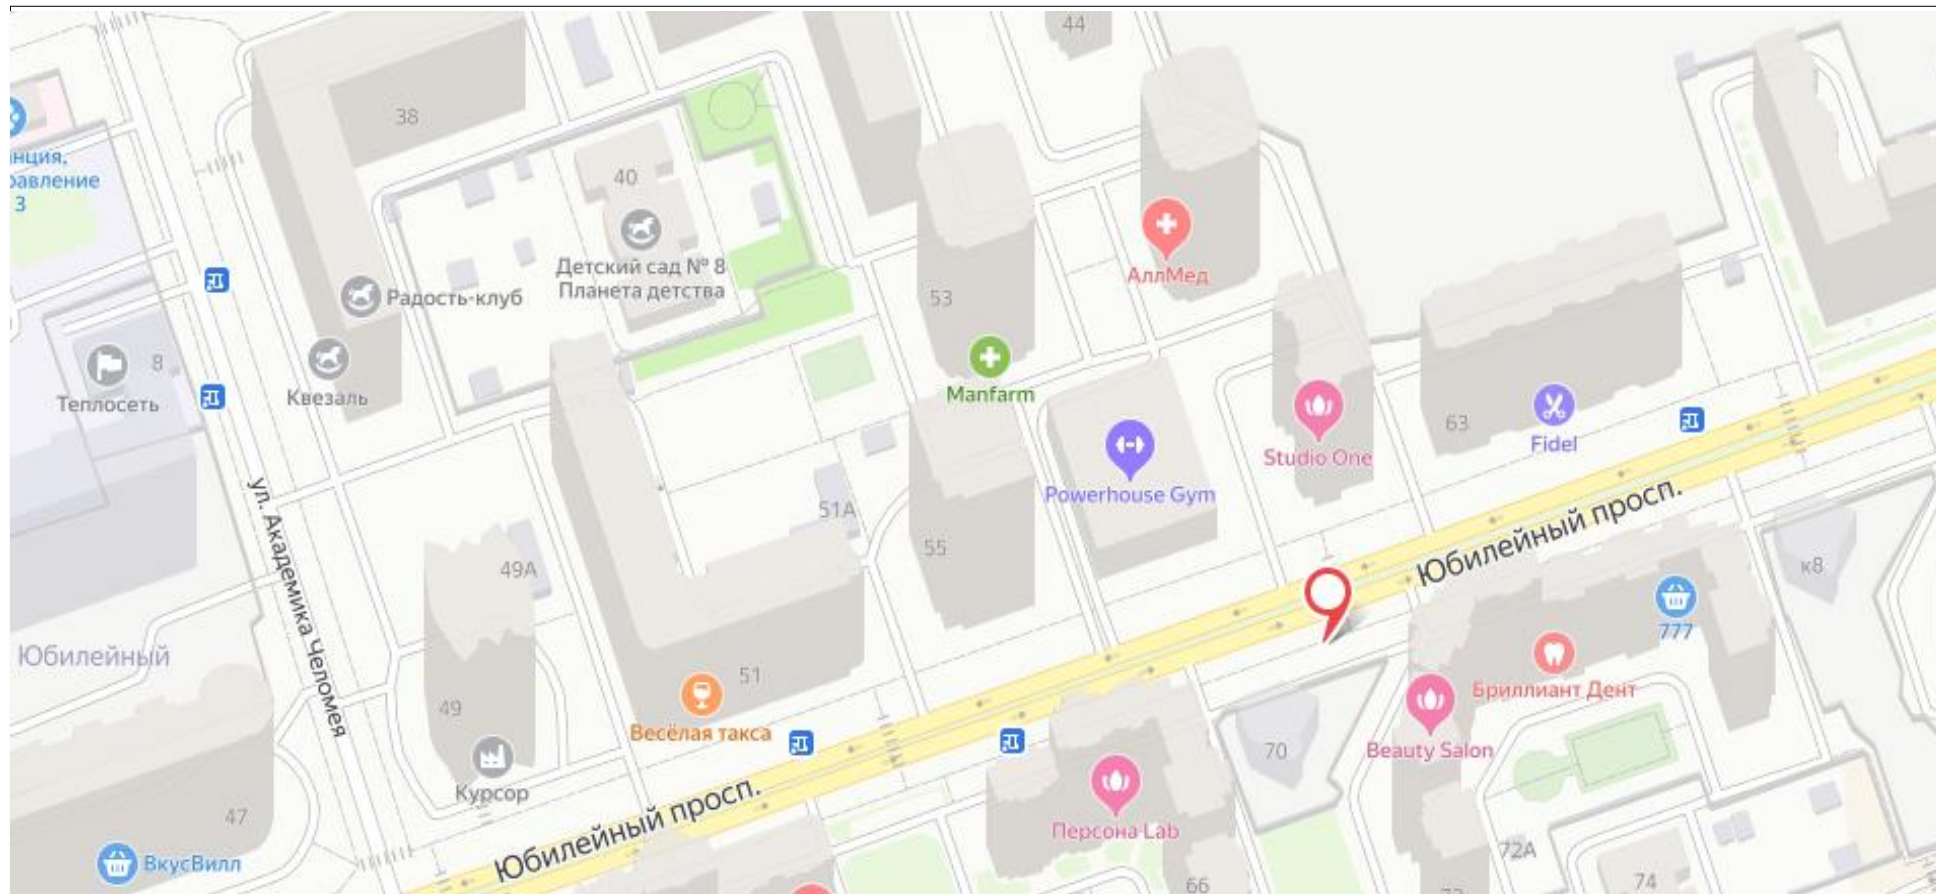 44
38
нция,
равление
3
40
Детский сад № 8
Планета детства
АллМед
Радость-клуб
53
8
Теплосеть
Квезаль
Manfarm
63
Fidel
Studio One
Powerhouse Gym
51А
ул. Академика Челомея
Юбилейный просп.
49А
55
к8
777
Юбилейный
51
Бриллиант Дент
49
Весёлая такса
70
Beauty Salon
Курсор
Юбилейный просп.
47
Персона Lab
ВкусВилл
72А
66
74